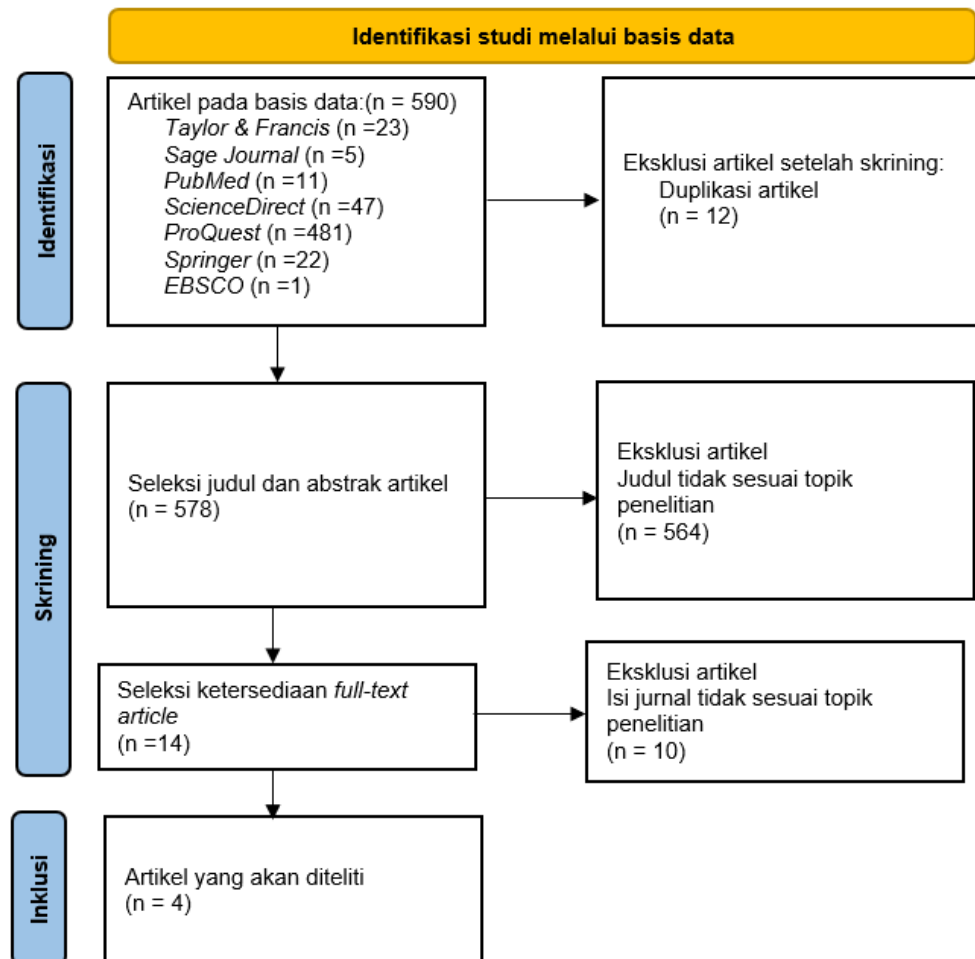 Identifikasi studi melalui basis data
Identifikasi
Artikel pada basis data:(n = 590)
Taylor & Francis (n =23)
Sage Journal (n =5)
PubMed (n =11)
ScienceDirect (n =47)
ProQuest (n =481)
Springer (n =22)
EBSCO (n =1)
Eksklusi artikel setelah skrining:
Duplikasi artikel
(n = 12)
Skrining
Seleksi judul dan abstrak artikel
(n = 578)
Eksklusi artikel
Judul tidak sesuai topik
penelitian
(n = 564)
Seleksi ketersediaan full-text
article
(n =14)
Eksklusi artikel
Isi jurnal tidak sesuai topik
penelitian
(n = 10)
Inklusi
Artikel yang akan diteliti
(n = 4)